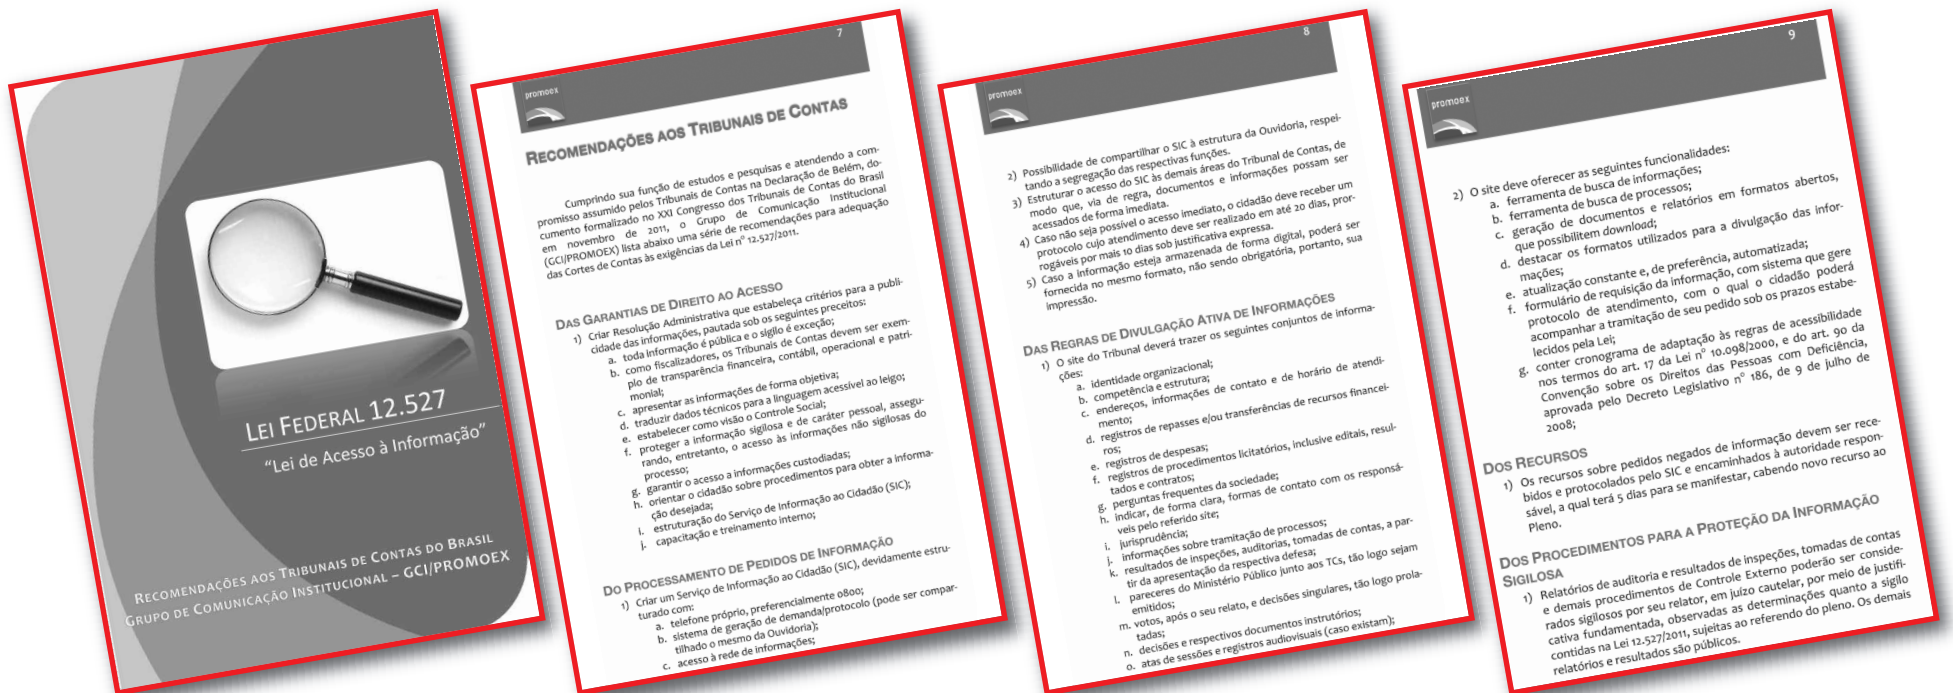 LEI FEDERAL 12.527
“Lei de Acesso à Informação”
RECOMENDAÇÕES AOS TRIBUNAIS DE CONTAS DO BRASIL
GRUPO DE COMUNICAÇÃO INSTITUCIONAL – GCI/PROMOEX
7
promoex
RECOMENDAÇÕES AOS TRIBUNAIS DE CONTAS
Cumprindo sua função de estudos e pesquisas e atendendo a com-
promisso assumido pelos Tribunais de Contas na Declaração de Belém, do-
cumento formalizado no XXI Congresso dos Tribunais de Contas do Brasil
em novembro de 2011, o Grupo de Comunicação Institucional
(GCI/PROMOEX) lista abaixo uma série de recomendações para adequação
das Cortes de Contas às exigências da Lei nº 12.527/2011.
DAS GARANTIAS DE DIREITO AO ACESSO
1) Criar Resolução Administrativa que estabeleça critérios para a publi-
cidade das informações, pautada sob os seguintes preceitos:
a. toda informação é pública e o sigilo é exceção;
b. como fiscalizadores, os Tribunais de Contas devem ser exem-
plo de transparência financeira, contábil, operacional e patri-
monial;
c. apresentar as informações de forma objetiva;
d. traduzir dados técnicos para a linguagem acessível ao leigo;
e. estabelecer como visão o Controle Social;
f. proteger a informação sigilosa e de caráter pessoal, assegu-
rando, entretanto, o acesso às informações não sigilosas do
processo;
g. garantir o acesso a informações custodiadas;
h. orientar o cidadão sobre procedimentos para obter a informa-
ção desejada;
i. estruturação do Serviço de Informação ao Cidadão (SIC);
j. capacitação e treinamento interno;
DO PROCESSAMENTO DE PEDIDOS DE INFORMAÇÃO
1) Criar um Serviço de Informação ao Cidadão (SIC), devidamente estru-
turado com:
a. telefone próprio, preferencialmente 0800;
b. sistema de geração de demanda/protocolo (pode ser compar-
tilhado o mesmo da Ouvidoria);
c. acesso à rede de informações;
8
promoex
2) Possibilidade de compartilhar o SIC à estrutura da Ouvidoria, respei-
tando a segregação das respectivas funções.
3) Estruturar o acesso do SIC às demais áreas do Tribunal de Contas, de
modo que, via de regra, documentos e informações possam ser
acessados de forma imediata.
4) Caso não seja possível o acesso imediato, o cidadão deve receber um
protocolo cujo atendimento deve ser realizado em até 20 dias, pror-
rogáveis por mais 10 dias sob justificativa expressa.
5) Caso a informação esteja armazenada de forma digital, poderá ser
fornecida no mesmo formato, não sendo obrigatória, portanto, sua
impressão.
DAS REGRAS DE DIVULGAÇÃO ATIVA DE INFORMAÇÕES
1) O site do Tribunal deverá trazer os seguintes conjuntos de informa-
ções:
a. identidade organizacional;
b. competência e estrutura;
c. endereços, informações de contato e de horário de atendi-
mento;
d. registros de repasses e/ou transferências de recursos financei-
ros;
e. registros de despesas;
f. registros de procedimentos licitatórios, inclusive editais, resul-
tados e contratos;
g. perguntas frequentes da sociedade;
h. indicar, de forma clara, formas de contato com os responsá-
veis pelo referido site;
i. jurisprudência;
j. informações sobre tramitação de processos;
k. resultados de inspeções, auditorias, tomadas de contas, a par-
tir da apresentação da respectiva defesa;
l. pareceres do Ministério Público junto aos TCs, tão logo sejam
emitidos;
m. votos, após o seu relato, e decisões singulares, tão logo prola-
tadas;
n. decisões e respectivos documentos instrutórios;
o. atas de sessões e registros audiovisuais (caso existam);
9
promoex
2) O site deve oferecer as seguintes funcionalidades:
a. ferramenta de busca de informações;
b. ferramenta de busca de processos;
c. geração de documentos e relatórios em formatos abertos,
que possibilitem download;
d. destacar os formatos utilizados para a divulgação das infor-
mações;
e. atualização constante e, de preferência, automatizada;
f. formulário de requisição da informação, com sistema que gere
protocolo de atendimento, com o qual o cidadão poderá
acompanhar a tramitação de seu pedido sob os prazos estabe-
lecidos pela Lei;
g. conter cronograma de adaptação às regras de acessibilidade
nos termos do art. 17 da Lei nº 10.098/2000, e do art. 9o da
Convenção sobre os Direitos das Pessoas com Deficiência,
aprovada pelo Decreto Legislativo nº 186, de 9 de julho de
2008;
DOS RECURSOS
1) Os recursos sobre pedidos negados de informação devem ser rece-
bidos e protocolados pelo SIC e encaminhados à autoridade respon-
sável, a qual terá 5 dias para se manifestar, cabendo novo recurso ao
Pleno.
DOS PROCEDIMENTOS PARA A PROTEÇÃO DA INFORMAÇÃO
SIGILOSA
1) Relatórios de auditoria e resultados de inspeções, tomadas de contas
e demais procedimentos de Controle Externo poderão ser conside-
rados sigilosos por seu relator, em juízo cautelar, por meio de justifi-
cativa fundamentada, observadas as determinações quanto a sigilo
contidas na Lei 12.527/2011, sujeitas ao referendo do pleno. Os demais
relatórios e resultados são públicos.